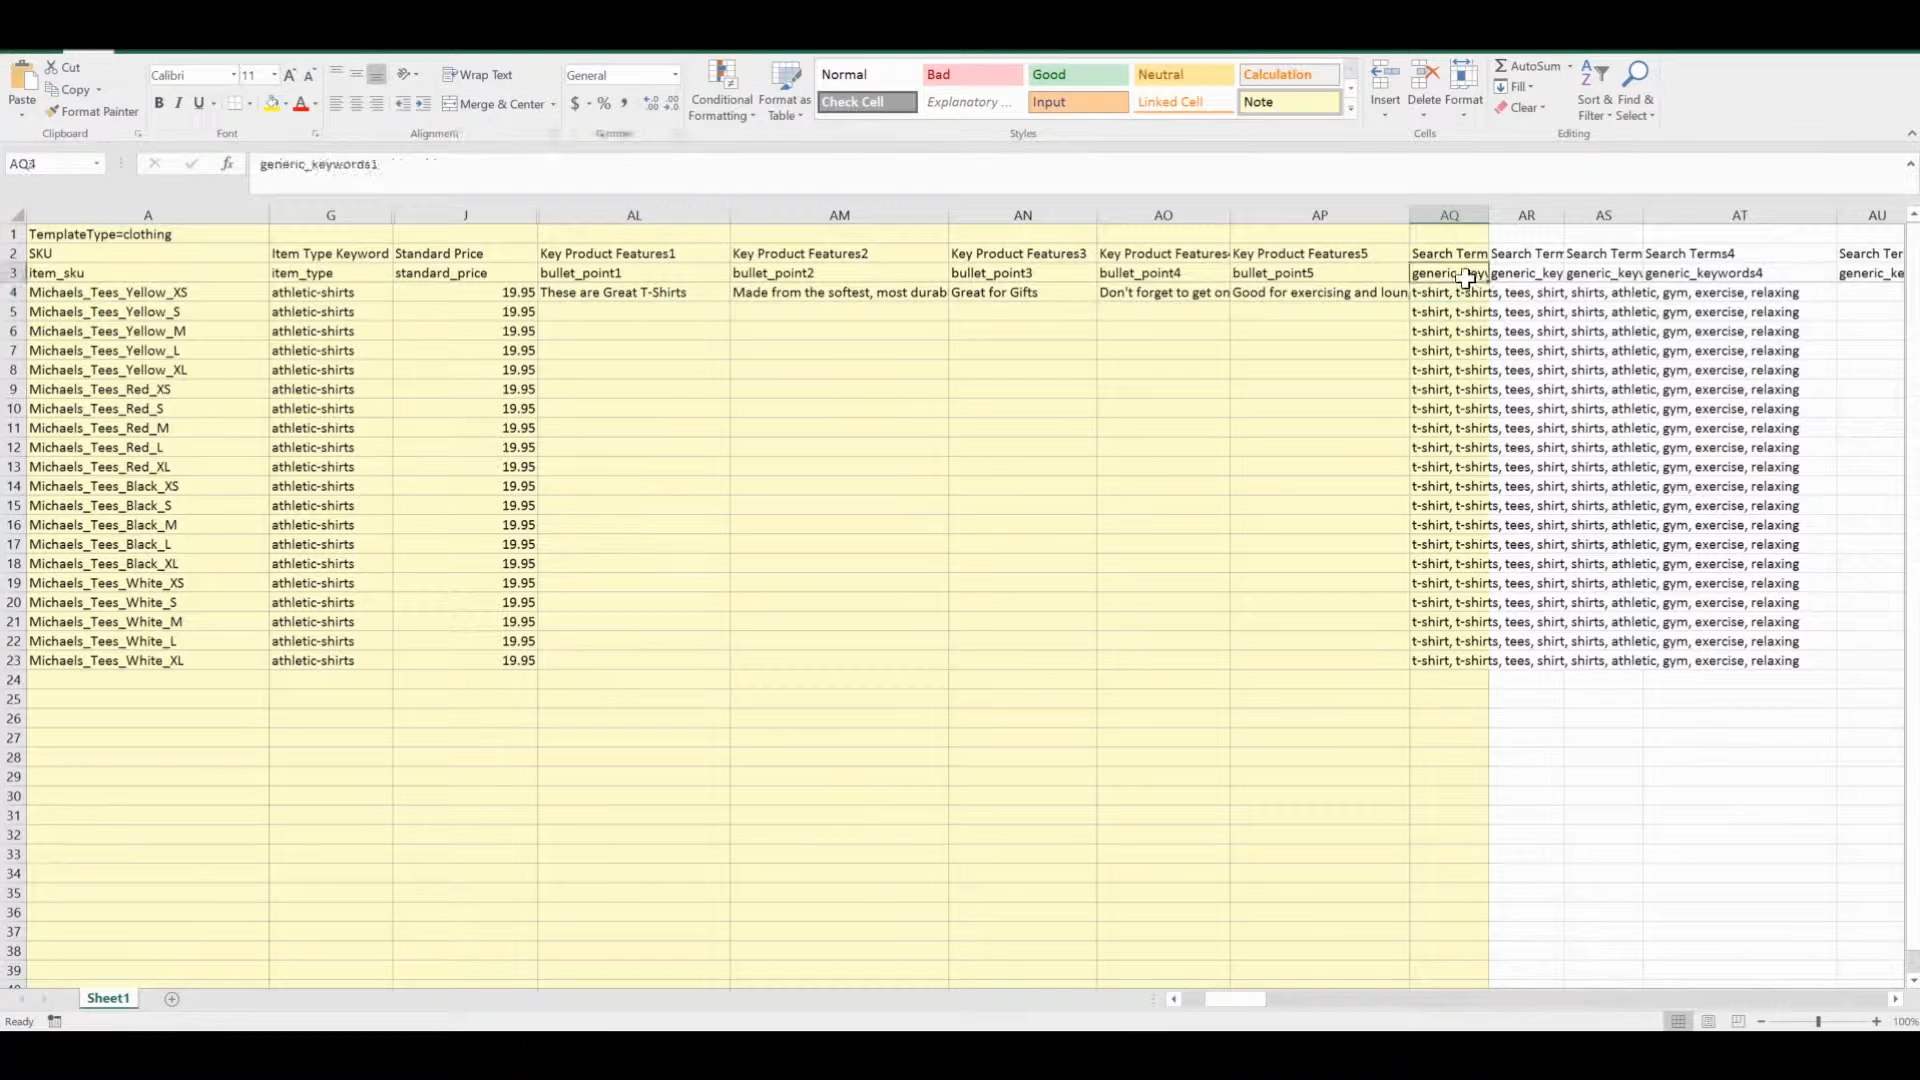 Cut
Calibri 11 Wrap Text General Normal Bad Good Neutral Calculation AutoSum
Copy Fill
Paste Format Painter B I U Merge & Center $ % Conditional Formatting Format as Table Check Cell Explanatory ... Input Linked Cell Note Insert Delete Format Clear Sort & Filter Find & Select
Clipboard Font Alignment Styles Cells Editing
fx generic_keywords1
A G J AL AM AN AO AP AQ AR AS AT AU
1 TemplateType=clothing
2 SKU Item Type Keyword Standard Price Key Product Features1 Key Product Features2 Key Product Features3 Key Product Features Key Product Features5 Search Term Search Tern Search Term Search Terms4 Search Ter
3 item_sku item_type standard_price bullet_point1 bullet_point2 bullet_point3 bullet_point4 bullet_point5 generic_key generic_key generic_key generic_keywords4 generic_ke
4 Michaels_Tees_Yellow_XS athletic-shirts 19.95 These are Great T-Shirts Made from the softest, most durab Great for Gifts Don't forget to get on Good for exercising and loun t-shirt, t-shirts, tees, shirt, shirts, athletic, gym, exercise, relaxing
5 Michaels_Tees_Yellow_S athletic-shirts 19.95 t-shirt, t-shirts, tees, shirt, shirts, athletic, gym, exercise, relaxing
6 Michaels_Tees_Yellow_M athletic-shirts 19.95 t-shirt, t-shirts, tees, shirt, shirts, athletic, gym, exercise, relaxing
7 Michaels_Tees_Yellow_L athletic-shirts 19.95 t-shirt, t-shirts, tees, shirt, shirts, athletic, gym, exercise, relaxing
8 Michaels_Tees_Yellow_XL athletic-shirts 19.95 t-shirt, t-shirts, tees, shirt, shirts, athletic, gym, exercise, relaxing
9 Michaels_Tees_Red_XS athletic-shirts 19.95 t-shirt, t-shirts, tees, shirt, shirts, athletic, gym, exercise, relaxing
10 Michaels_Tees_Red_S athletic-shirts 19.95 t-shirt, t-shirts, tees, shirt, shirts, athletic, gym, exercise, relaxing
11 Michaels_Tees_Red_M athletic-shirts 19.95 t-shirt, t-shirts, tees, shirt, shirts, athletic, gym, exercise, relaxing
12 Michaels_Tees_Red_L athletic-shirts 19.95 t-shirt, t-shirts, tees, shirt, shirts, athletic, gym, exercise, relaxing
13 Michaels_Tees_Red_XL athletic-shirts 19.95 t-shirt, t-shirts, tees, shirt, shirts, athletic, gym, exercise, relaxing
14 Michaels_Tees_Black_XS athletic-shirts 19.95 t-shirt, t-shirts, tees, shirt, shirts, athletic, gym, exercise, relaxing
15 Michaels_Tees_Black_S athletic-shirts 19.95 t-shirt, t-shirts, tees, shirt, shirts, athletic, gym, exercise, relaxing
16 Michaels_Tees_Black_M athletic-shirts 19.95 t-shirt, t-shirts, tees, shirt, shirts, athletic, gym, exercise, relaxing
17 Michaels_Tees_Black_L athletic-shirts 19.95 t-shirt, t-shirts, tees, shirt, shirts, athletic, gym, exercise, relaxing
18 Michaels_Tees_Black_XL athletic-shirts 19.95 t-shirt, t-shirts, tees, shirt, shirts, athletic, gym, exercise, relaxing
19 Michaels_Tees_White_XS athletic-shirts 19.95 t-shirt, t-shirts, tees, shirt, shirts, athletic, gym, exercise, relaxing
20 Michaels_Tees_White_S athletic-shirts 19.95 t-shirt, t-shirts, tees, shirt, shirts, athletic, gym, exercise, relaxing
21 Michaels_Tees_White_M athletic-shirts 19.95 t-shirt, t-shirts, tees, shirt, shirts, athletic, gym, exercise, relaxing
22 Michaels_Tees_White_L athletic-shirts 19.95 t-shirt, t-shirts, tees, shirt, shirts, athletic, gym, exercise, relaxing
23 Michaels_Tees_White_XL athletic-shirts 19.95 t-shirt, t-shirts, tees, shirt, shirts, athletic, gym, exercise, relaxing
24
25
26
27
28
29
30
31
32
33
34
35
36
37
38
39
Sheet1
Ready 100%